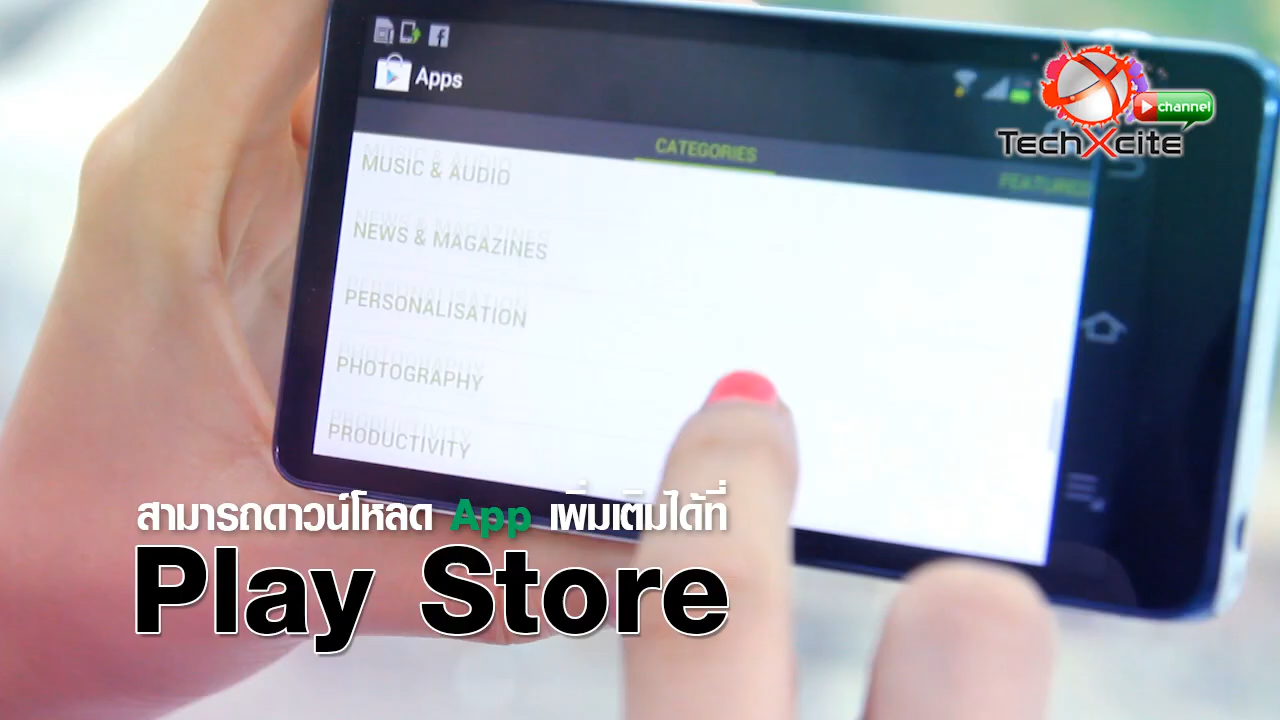 Apps
CATEGORIES
FEATURED
MUSIC & AUDIO
NEWS & MAGAZINES
PERSONALISATION
PHOTOGRAPHY
PRODUCTIVITY
channel
TechXcite
สามารถดาวน์โหลด App เพิ่มเติมได้ที่
Play Store